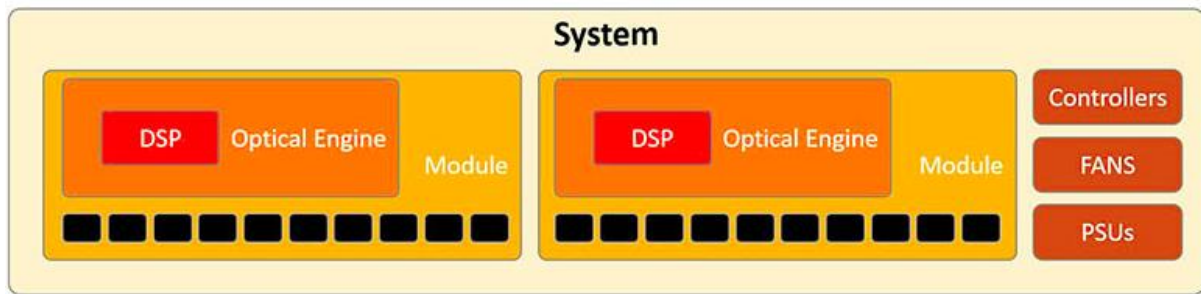 System
DSP
Optical Engine
Module
DSP
Optical Engine
Module
Controllers
FANS
PSUs